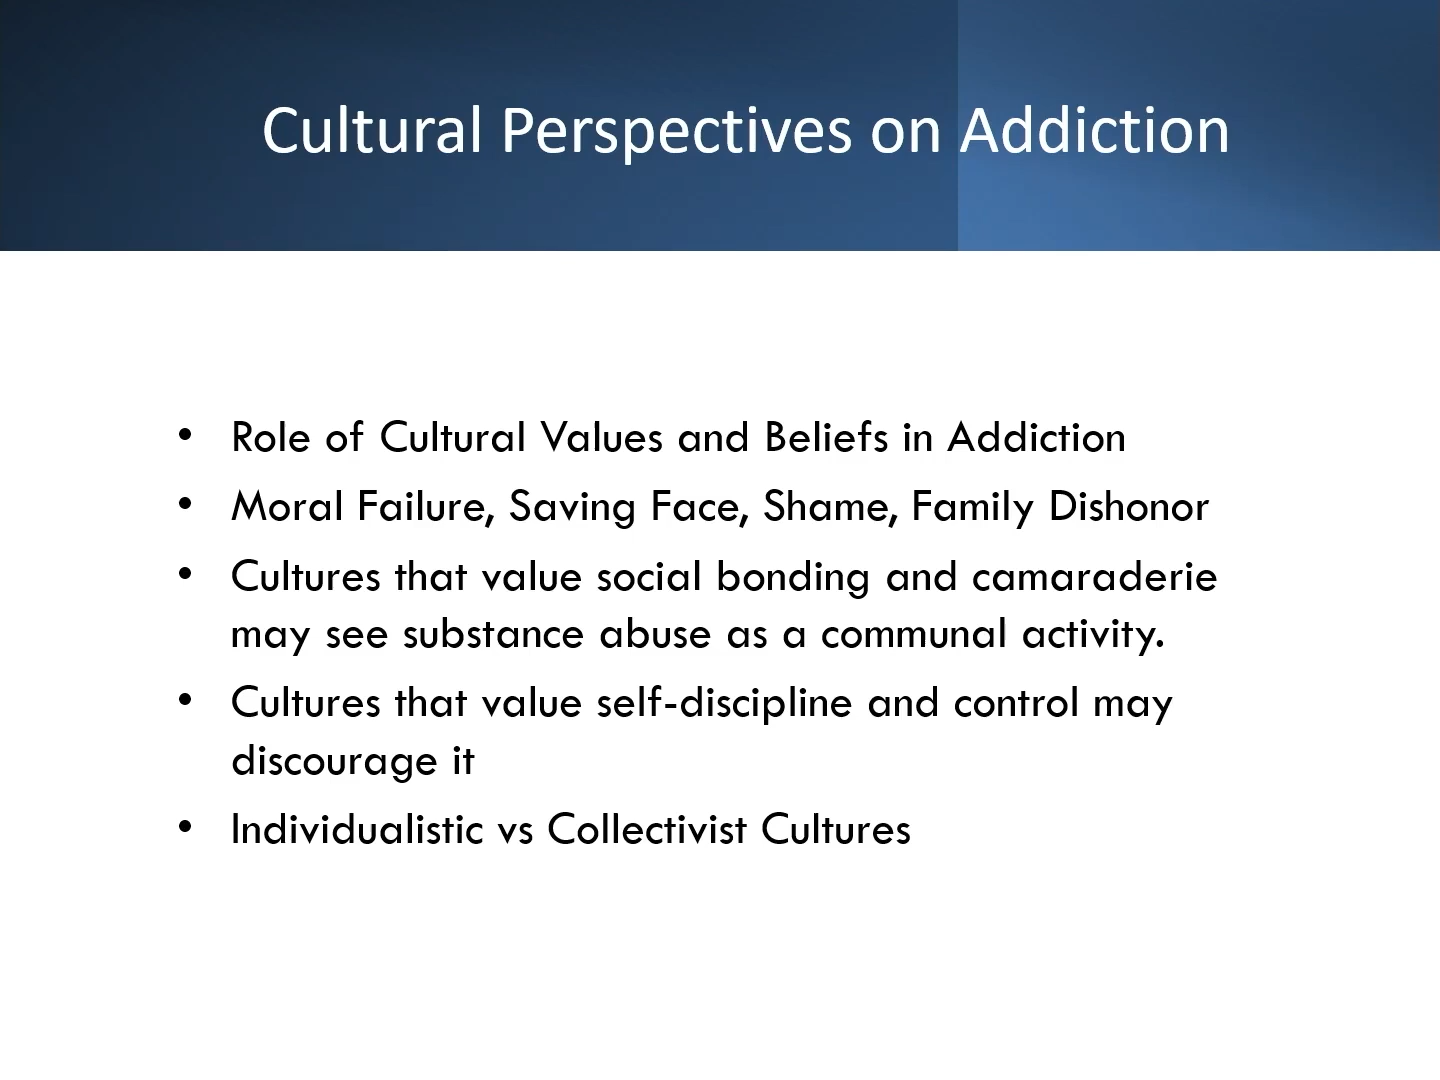 Cultural Perspectives on Addiction
• Role of Cultural Values and Beliefs in Addiction
• Moral Failure, Saving Face, Shame, Family Dishonor
• Cultures that value social bonding and camaraderie
may see substance abuse as a communal activity.
• Cultures that value self-discipline and control may
discourage it
• Individualistic vs Collectivist Cultures